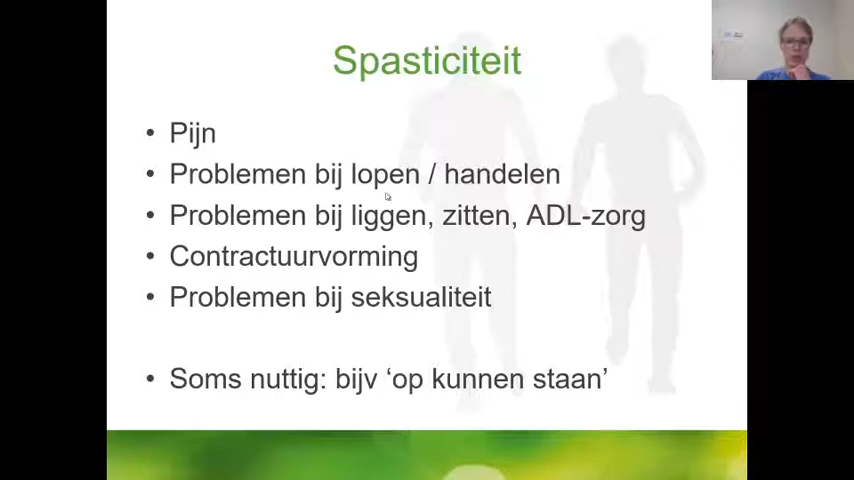 Spasticiteit
• Pijn
• Problemen bij lopen / handelen
• Problemen bij liggen, zitten, ADL-zorg
• Contractuurvorming
• Problemen bij seksualiteit
• Soms nuttig: bijv ‘op kunnen staan’